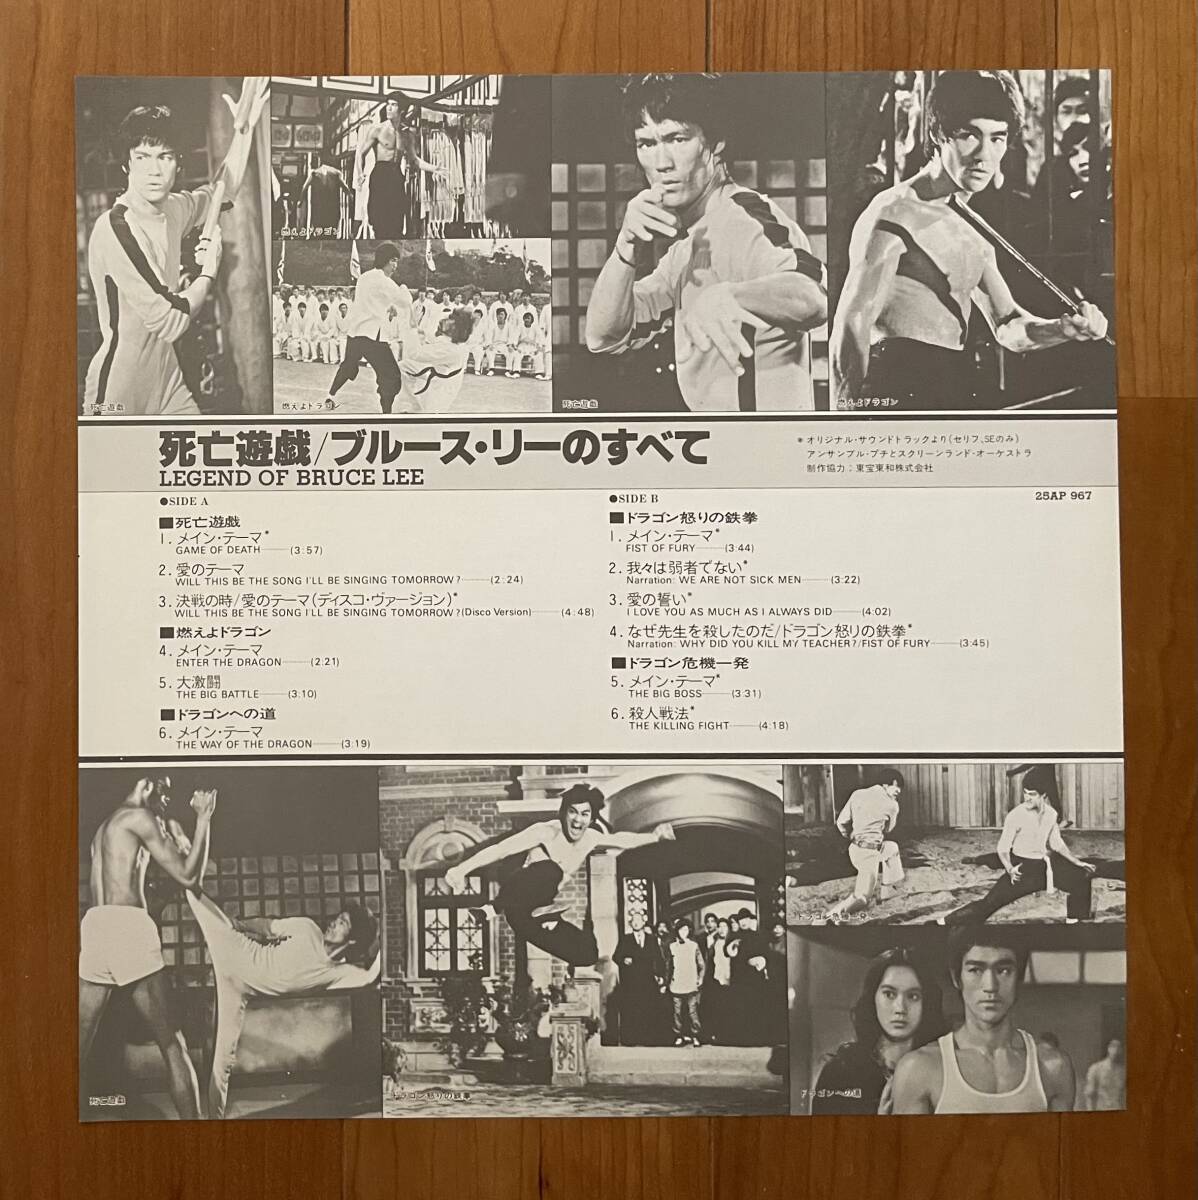 燃えよドラゴン
死亡遊戯
燃えよドラゴン
死亡遊戯
燃えよドラゴン
死亡遊戯/ブルース・リーのすべて
LEGEND OF BRUCE LEE
* オリジナル・サウンドトラックより(セリフ、SEのみ)
アンサンブル・プチとスクリーンランド・オーケストラ
制作協力:東宝東和株式会社
25AP 967
●SIDE A
■死亡遊戯
1. メイン・テーマ*
GAME OF DEATH——(3:57)
2. 愛のテーマ
WILL THIS BE THE SONG I'LL BE SINGING TOMORROW?——(2:24)
3. 決戦の時/愛のテーマ(ディスコ・ヴァージョン)*
WILL THIS BE THE SONG I'LL BE SINGING TOMORROW?(Disco Version)——(4:48)
■燃えよドラゴン
4. メイン・テーマ
ENTER THE DRAGON——(2:21)
5. 大激闘
THE BIG BATTLE——(3:10)
■ドラゴンへの道
6. メイン・テーマ
THE WAY OF THE DRAGON——(3:19)
●SIDE B
■ドラゴン怒りの鉄拳
1. メイン・テーマ*
FIST OF FURY——(3:44)
2. 我々は弱者でない*
Narration: WE ARE NOT SICK MEN——(3:22)
3. 愛の誓い*
I LOVE YOU AS MUCH AS I ALWAYS DID——(4:02)
4. なぜ先生を殺したのだ/ドラゴン怒りの鉄拳*
Narration: WHY DID YOU KILL MY TEACHER?/FIST OF FURY——(3:45)
■ドラゴン危機一発
5. メイン・テーマ*
THE BIG BOSS——(3:31)
6. 殺人戦法*
THE KILLING FIGHT——(4:18)
ドラゴン危機一発
死亡遊戯
ドラゴン怒りの鉄拳
ドラゴンへの道